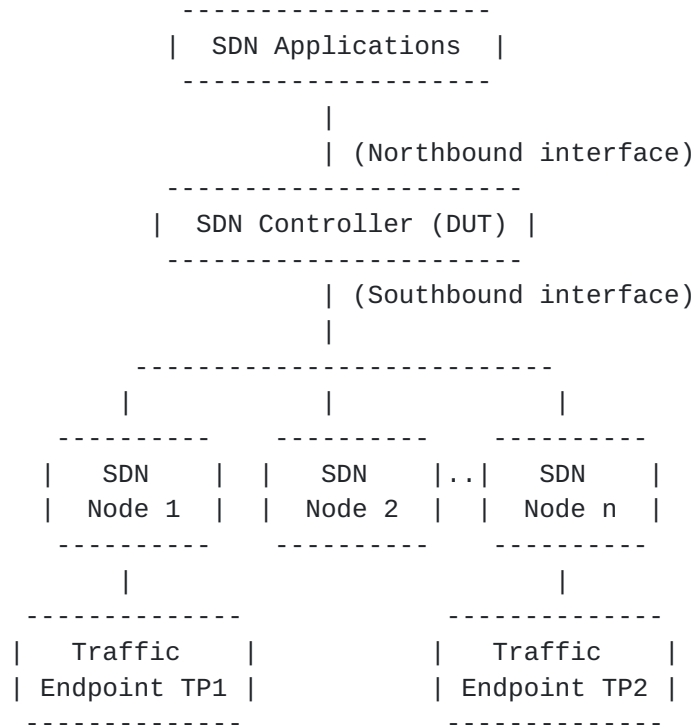 SDN Applications
(Northbound interface)
SDN Controller (DUT)
(Southbound interface)
SDN SDN .. SDN
Node 1 Node 2 Node n
Traffic Traffic
Endpoint TP1 Endpoint TP2